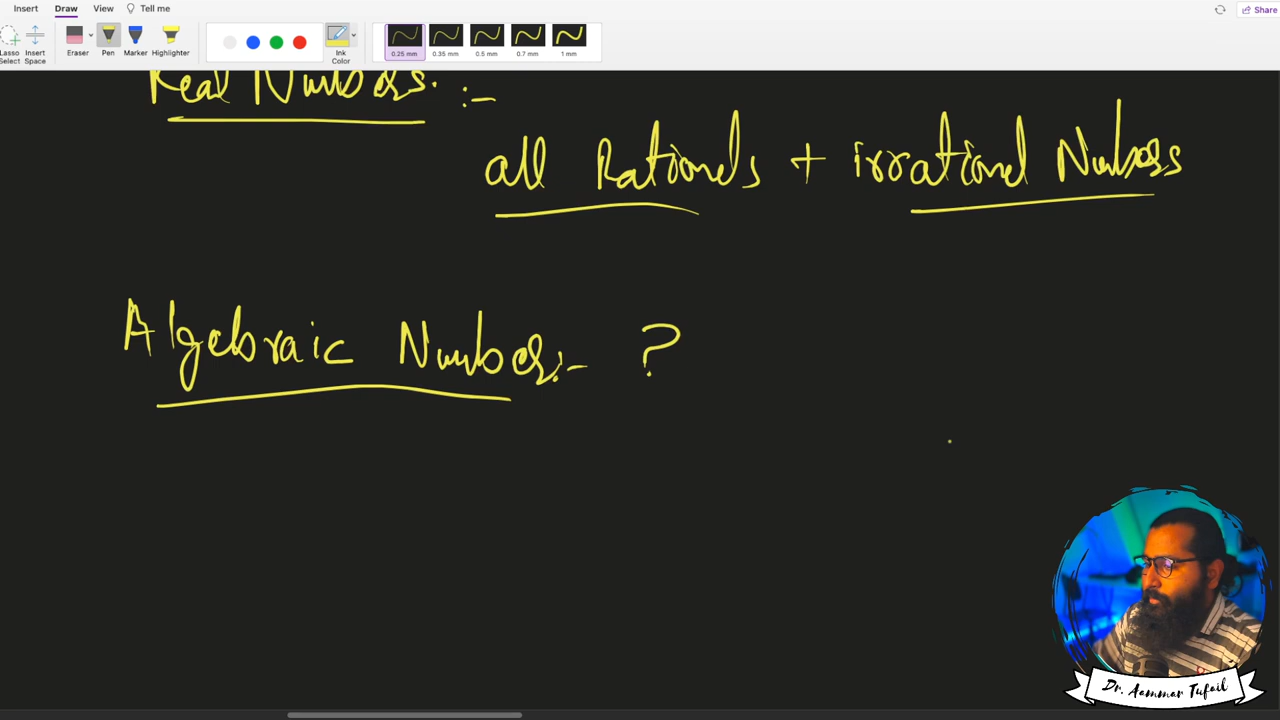 Insert Draw View Tell me Share
Lasso Select Insert Space Eraser Pen Marker Highlighter Ink Color 0.25 mm 0.35 mm 0.5 mm 0.7 mm 1 mm
Real Numbers. :-
all Rationals + irrational Numbers
Algebraic Numbers:- ?
Dr. Aammar Tufail